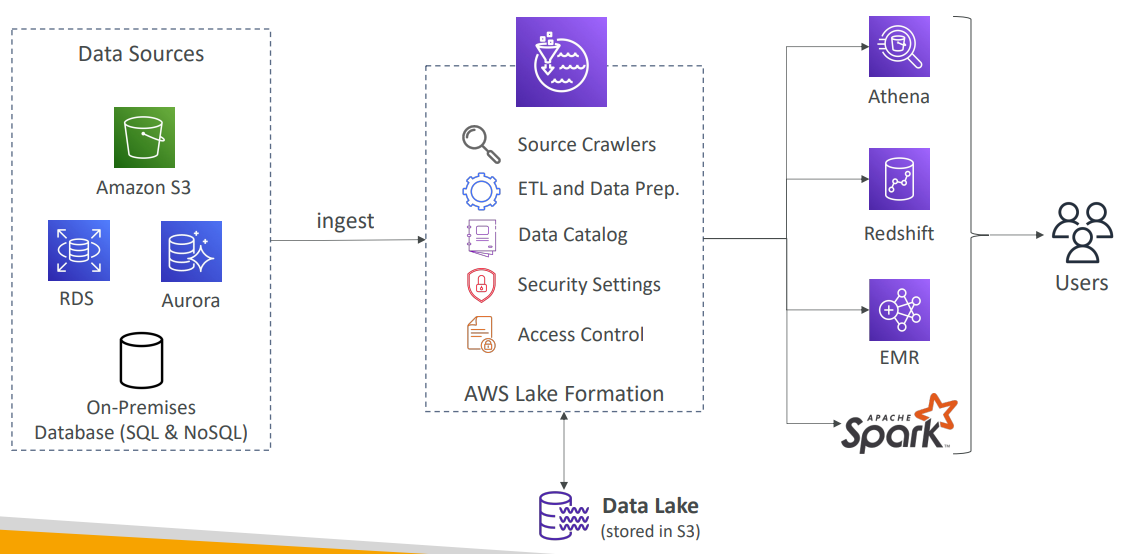 Data Sources
Amazon S3
RDS
Aurora
On-Premises
Database (SQL & NoSQL)
ingest
Source Crawlers
ETL and Data Prep.
Data Catalog
Security Settings
Access Control
AWS Lake Formation
Data Lake
(stored in S3)
Athena
Redshift
EMR
APACHE
Spark™
Users